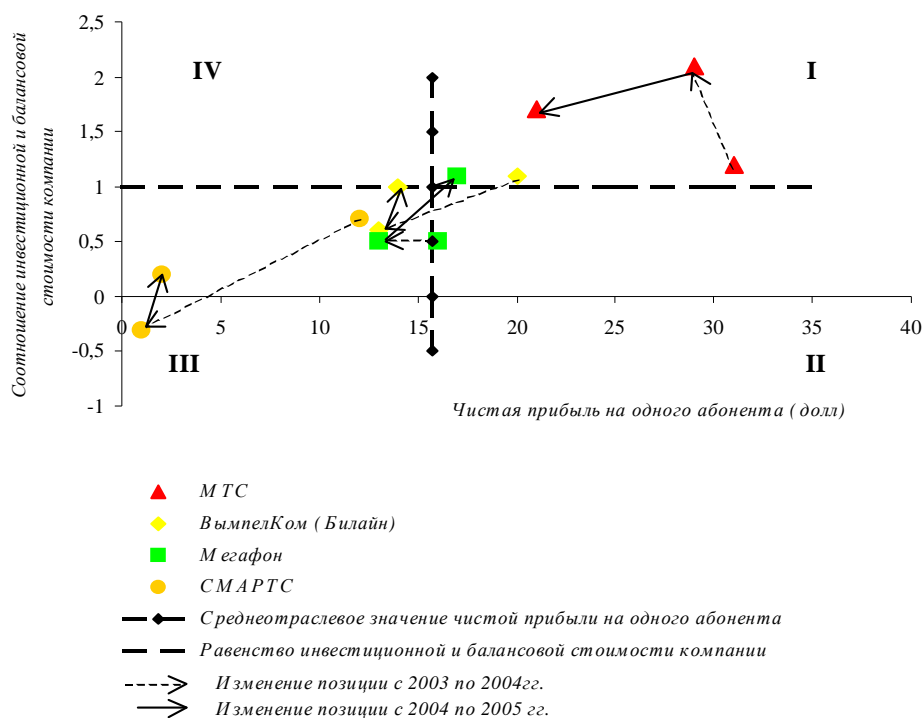 Соотношение инвестиционной и балансовой
стоимости компании
2,5
2
1,5
1
0,5
0
-0,5
-1
IV
I
III
II
0
5
10
15
20
25
30
35
40
Чистая прибыль на одного абонента (долл)
МТС
ВымпелКом (Билайн)
Мегафон
СМАРТС
Среднеотраслевое значение чистой прибыли на одного абонента
Равенство инвестиционной и балансовой стоимости компании
Изменение позиции с 2003 по 2004гг.
Изменение позиции с 2004 по 2005 гг.